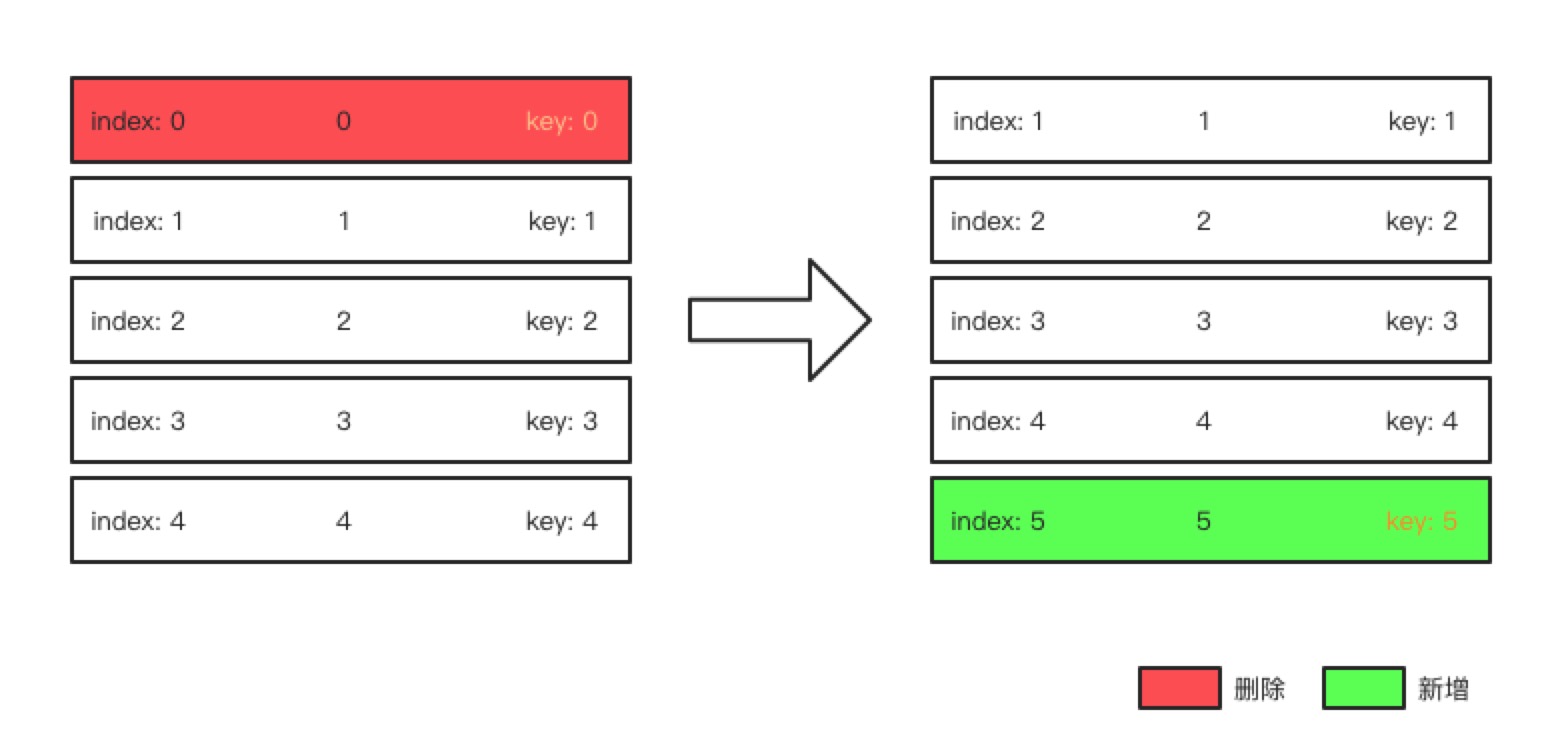 index: 0 0 key: 0
index: 1 1 key: 1
index: 2 2 key: 2
index: 3 3 key: 3
index: 4 4 key: 4
index: 1 1 key: 1
index: 2 2 key: 2
index: 3 3 key: 3
index: 4 4 key: 4
index: 5 5 key: 5
删除 新增